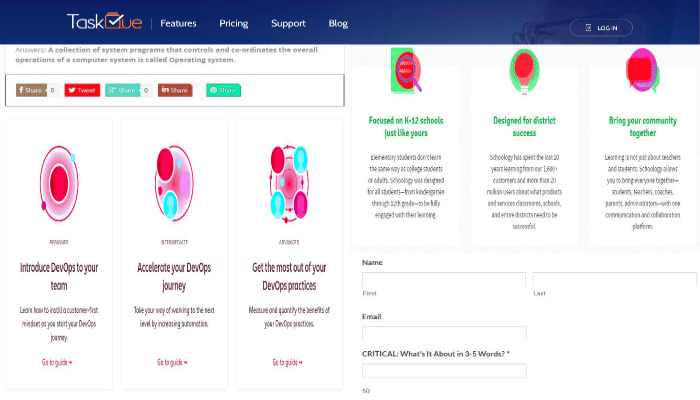 TaskQue
Features
Pricing
Support
Blog
LOG IN
Answers: A collection of system programs that controls and co-ordinates the overall
operations of a computer system is called Operating system.
Share
0
Tweet
Share
0
Share
Share
BEGINNER
Introduce DevOps to your
team
Learn how to instill a customer-first
mindset as you start your DevOps
journey.
Go to guide →
INTERMEDIATE
Accelerate your DevOps
journey
Take your way of working to the next
level by increasing automation.
Go to guide →
ADVANCED
Get the most out of your
DevOps practices
Measure and quantify the benefits of
your DevOps practices.
Go to guide →
Focused on K-12 schools
just like yours
Elementary students don't learn
the same way as college students
or adults. Schoology was designed
for all students—from kindergarten
through 12th grade—to be fully
engaged with their learning.
Designed for district
success
Schoology has spent the last 10
years learning from our 1,600+
customers and more than 20
million users about what products
and services classrooms, schools,
and entire districts need to be
successful.
Bring your community
together
Learning is not just about teachers
and students. Schoology allows
you to bring everyone together—
students, teachers, coaches,
parents, administrators—with one
communication and collaboration
platform.
Name
First
Last
Email
CRITICAL: What's It About in 3-5 Words? *
50